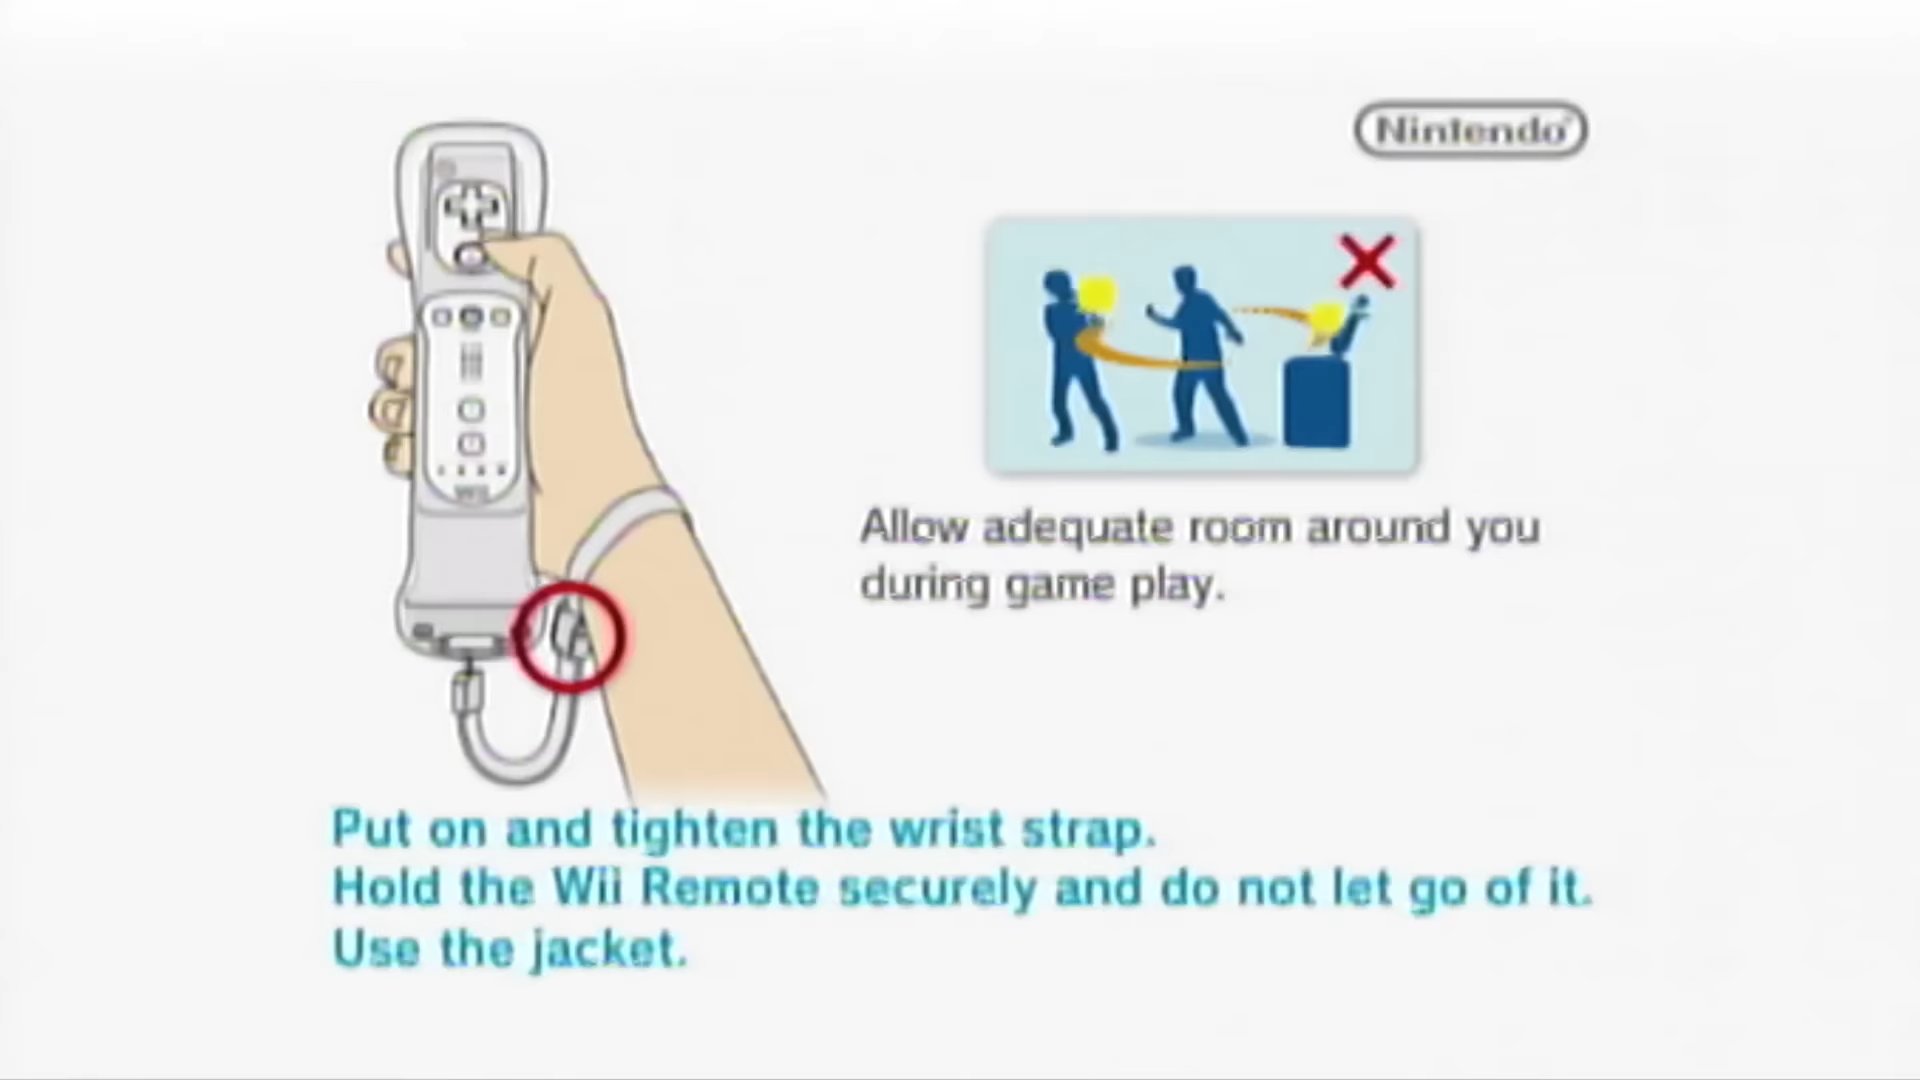 Nintendo
Allow adequate room around you
during game play.
Wii
Put on and tighten the wrist strap.
Hold the Wii Remote securely and do not let go of it.
Use the jacket.